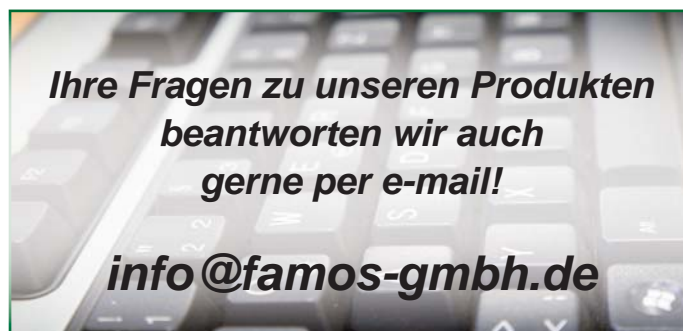 Ihre Fragen zu unseren Produkten
beantworten wir auch
gerne per e-mail!
info@famos-gmbh.de